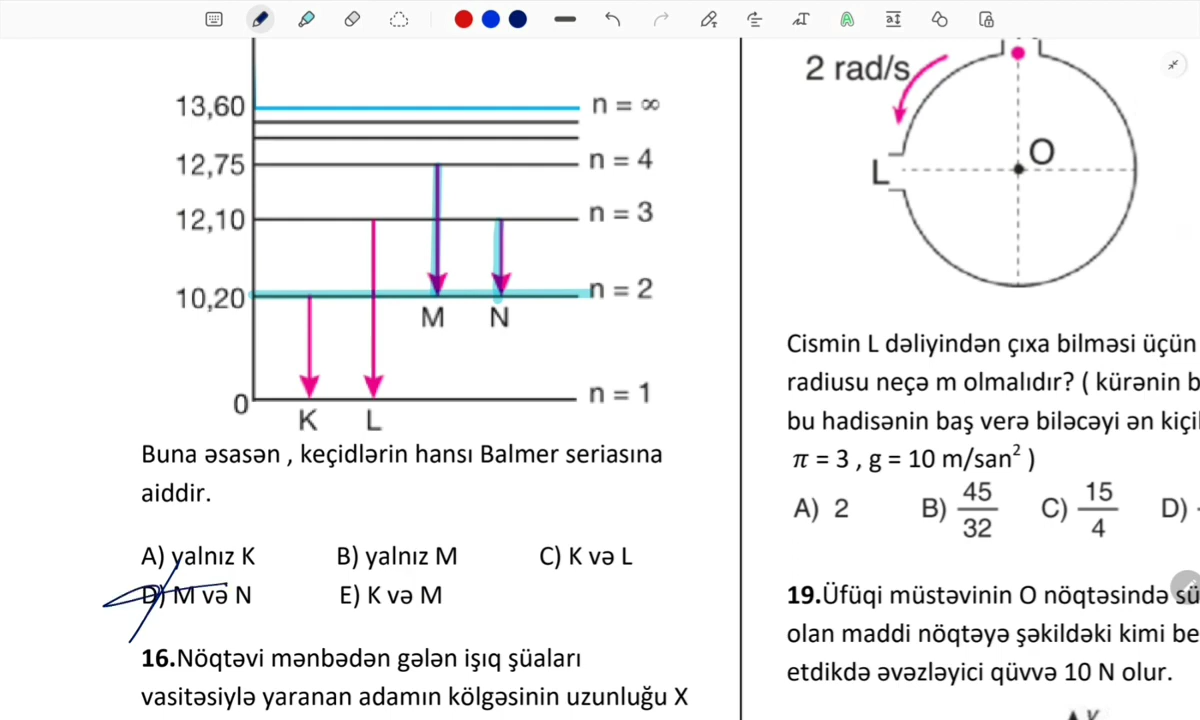 13,60
n = ∞
12,75
n = 4
12,10
n = 3
10,20
n = 2
M N
0
n = 1
K L
Buna əsasən , keçidlərin hansı Balmer seriasına
aiddir.
A) yalnız K B) yalnız M C) K və L
D) M və N E) K və M
16.Nöqtəvi mənbədən gələn işıq şüaları
vasitəsiylə yaranan adamın kölgəsinin uzunluğu X
2 rad/s
O
L
Cismin L dəliyindən çıxa bilməsi üçün
radiusu neçə m olmalıdır? ( kürənin b
bu hadisənin baş verə biləcəyi ən kiçi
π = 3 , g = 10 m/san² )
A) 2 B) 45/32 C) 15/4 D)
19.Üfüqi müstəvinin O nöqtəsində sü
olan maddi nöqtəyə şəkildəki kimi be
etdikdə əvəzləyici qüvvə 10 N olur.